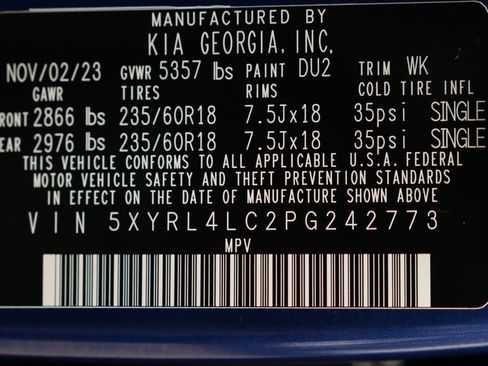 MANUFACTURED BY
KIA GEORGIA, INC.
NOV/02/23 GVWR 5357 lbs PAINT DU2 TRIM WK
GAWR TIRES RIMS COLD TIRE INFL
RONT 2866 lbs 235/60R18 7.5Jx18 35psi SINGLE
EAR 2976 lbs 235/60R18 7.5Jx18 35psi SINGLE
THIS VEHICLE CONFORMS TO ALL APPLICABLE U.S.A. FEDERAL
MOTOR VEHICLE SAFETY AND THEFT PREVENTION STANDARDS
IN EFFECT ON THE DATE OF MANUFACTURE SHOWN ABOVE
VIN 5XYRL4LC2PG242773
MPV